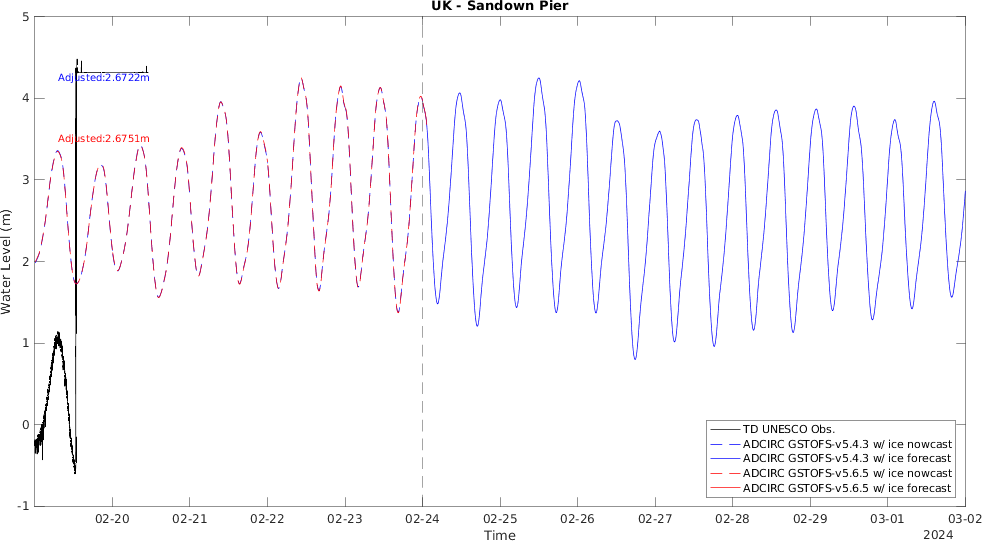 UK - Sandown Pier
5
4
3
2
1
0
-1
Water Level (m)
Adjusted:2.6722m
Adjusted:2.6751m
TD UNESCO Obs.
ADCIRC GSTOFS-v5.4.3 w/ ice nowcast
ADCIRC GSTOFS-v5.4.3 w/ ice forecast
ADCIRC GSTOFS-v5.6.5 w/ ice nowcast
ADCIRC GSTOFS-v5.6.5 w/ ice forecast
02-20 02-21 02-22 02-23 02-24 02-25 02-26 02-27 02-28 02-29 03-01 03-02
Time
2024